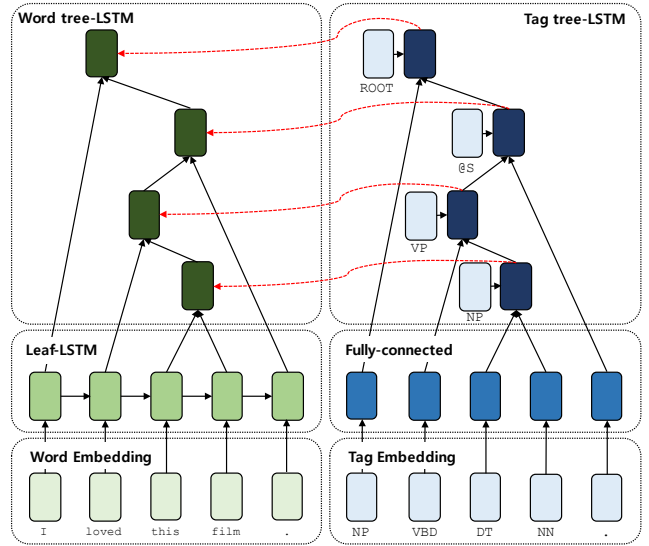 Word tree-LSTM
Tag tree-LSTM
ROOT
@S
VP
NP
Leaf-LSTM
Fully-connected
Word Embedding
Tag Embedding
I loved this film .
NP VBD DT NN .